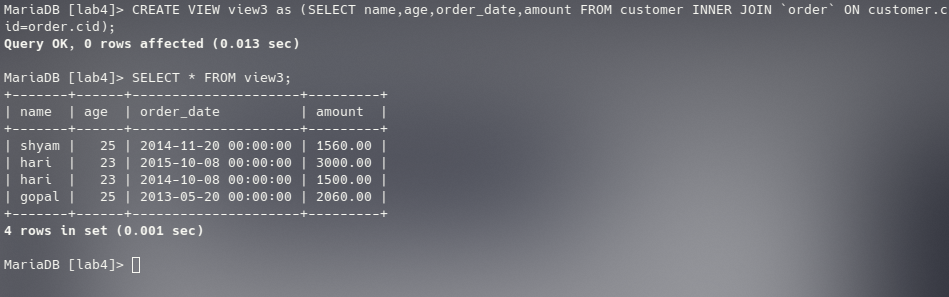 MariaDB [lab4]> CREATE VIEW view3 as (SELECT name,age,order_date,amount FROM customer INNER JOIN `order` ON customer.c
id=order.cid);
Query OK, 0 rows affected (0.013 sec)

MariaDB [lab4]> SELECT * FROM view3;
+-------+------+---------------------+---------+
| name  | age  | order_date          | amount  |
+-------+------+---------------------+---------+
| shyam |   25 | 2014-11-20 00:00:00 | 1560.00 |
| hari  |   23 | 2015-10-08 00:00:00 | 3000.00 |
| hari  |   23 | 2014-10-08 00:00:00 | 1500.00 |
| gopal |   25 | 2013-05-20 00:00:00 | 2060.00 |
+-------+------+---------------------+---------+
4 rows in set (0.001 sec)

MariaDB [lab4]>